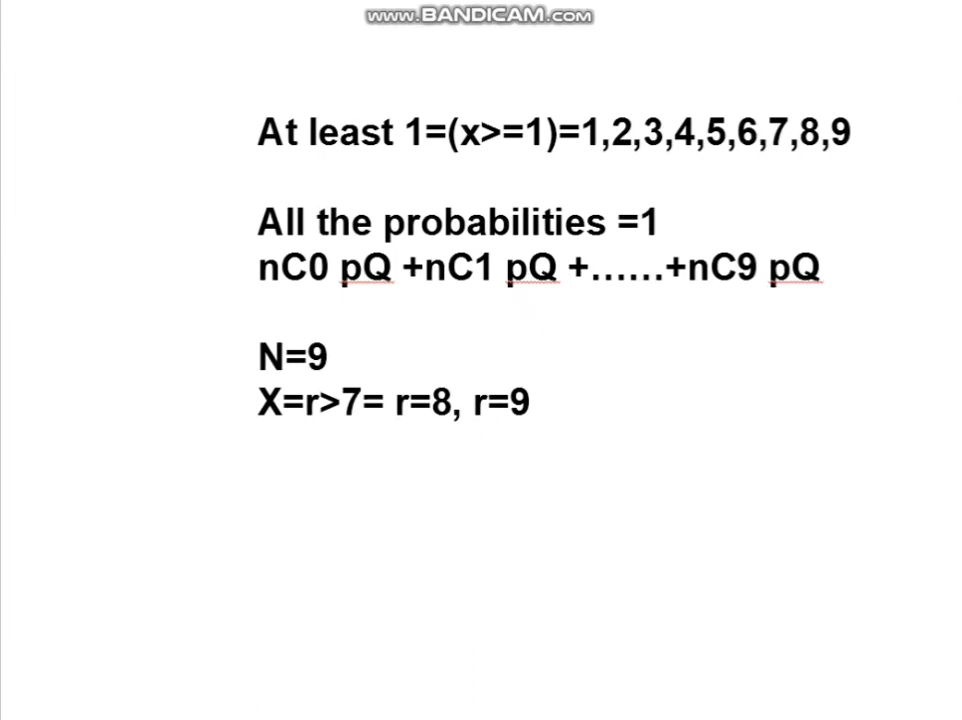 www.BANDICAM.com
At least 1=(x>=1)=1,2,3,4,5,6,7,8,9
All the probabilities =1
nC0 pQ +nC1 pQ +……+nC9 pQ
N=9
X=r>7= r=8, r=9